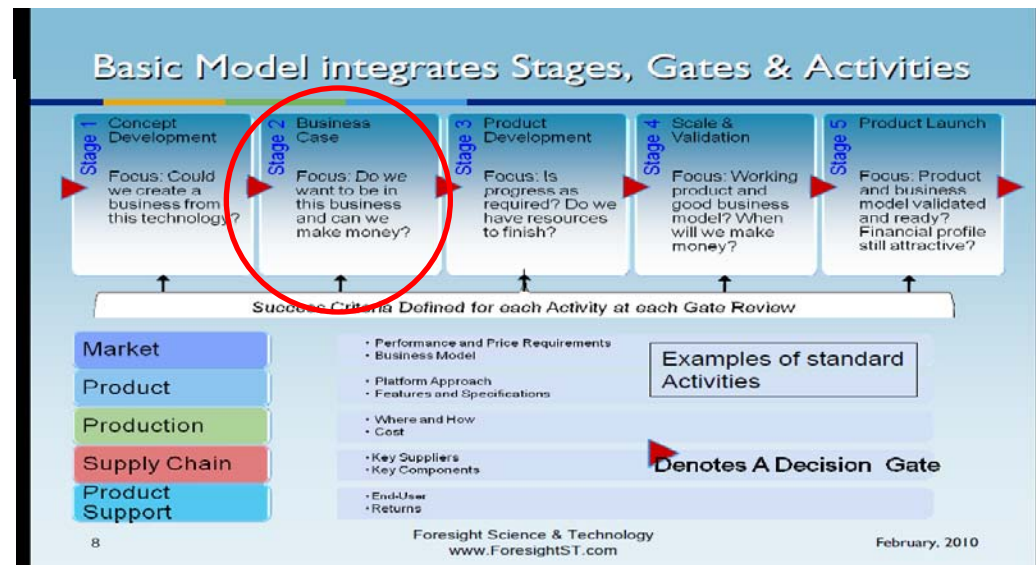 Basic Model integrates Stages, Gates & Activities
Stage 1
Concept
Development
Focus: Could
we create a
business from
this technology?
Stage 2
Business
Case
Focus: Do we
want to be in
this business
and can we
make money?
Stage 3
Product
Development
Focus: Is
progress as
required? Do we
have resources
to finish?
Stage 4
Scale &
Validation
Focus: Working
product and
good business
model? When
will we make
money?
Stage 5
Product Launch
Focus: Product
and business
model validated
and ready?
Financial profile
still attractive?
Success Criteria Defined for each Activity at each Gate Review
Market
• Performance and Price Requirements
• Business Model
Examples of standard
Activities
Product
• Platform Approach
• Features and Specifications
Production
• Where and How
• Cost
Supply Chain
• Key Suppliers
• Key Components
Denotes A Decision Gate
Product
Support
• End-User
• Returns
8
Foresight Science & Technology
www.ForesightST.com
February, 2010